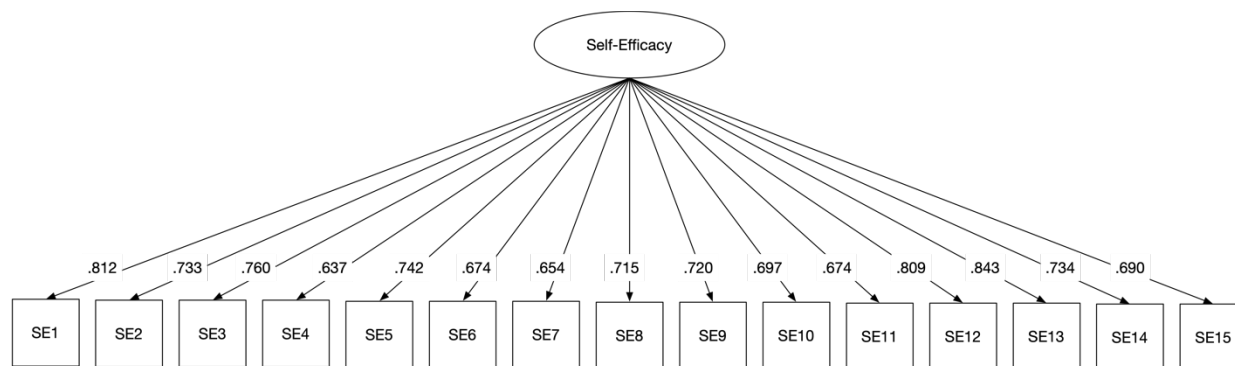 Self-Efficacy
.812 .733 .760 .637 .742 .674 .654 .715 .720 .697 .674 .809 .843 .734 .690
SE1 SE2 SE3 SE4 SE5 SE6 SE7 SE8 SE9 SE10 SE11 SE12 SE13 SE14 SE15